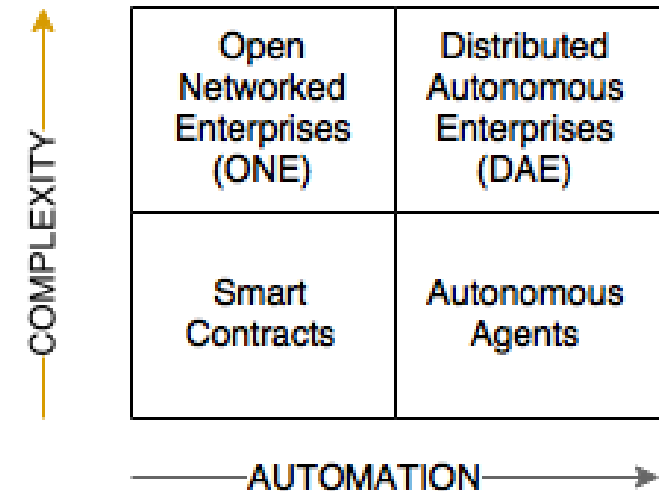 Open
Networked
Enterprises
(ONE)
Distributed
Autonomous
Enterprises
(DAE)
COMPLEXITY
Smart
Contracts
Autonomous
Agents
AUTOMATION